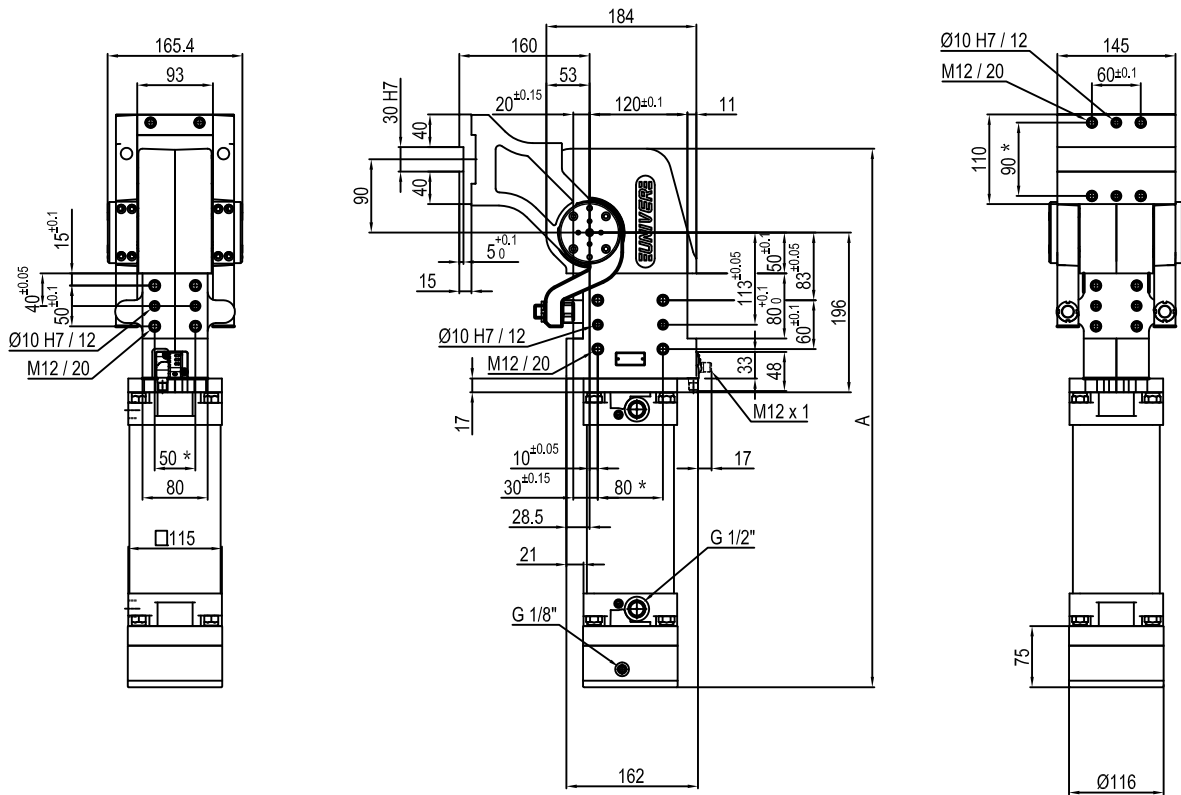 165.4
93
15±0.1
40±0.05
50±0.1
Ø10 H7 / 12
M12 / 20
50 *
80
□115
184
160
53
20±0.15
120±0.1
11
30 H7
40
90
40
5 +0.1 0
15
UNIVER
113±0.05
50±0.1
83±0.05
80 +0.1 0
60±0.1
196
Ø10 H7 / 12
M12 / 20
33
48
17
M12 x 1
A
10±0.05
17
30±0.15
80 *
28.5
21
G 1/2"
G 1/8"
162
Ø10 H7 / 12
M12 / 20
145
60±0.1
110
90 *
75
Ø116